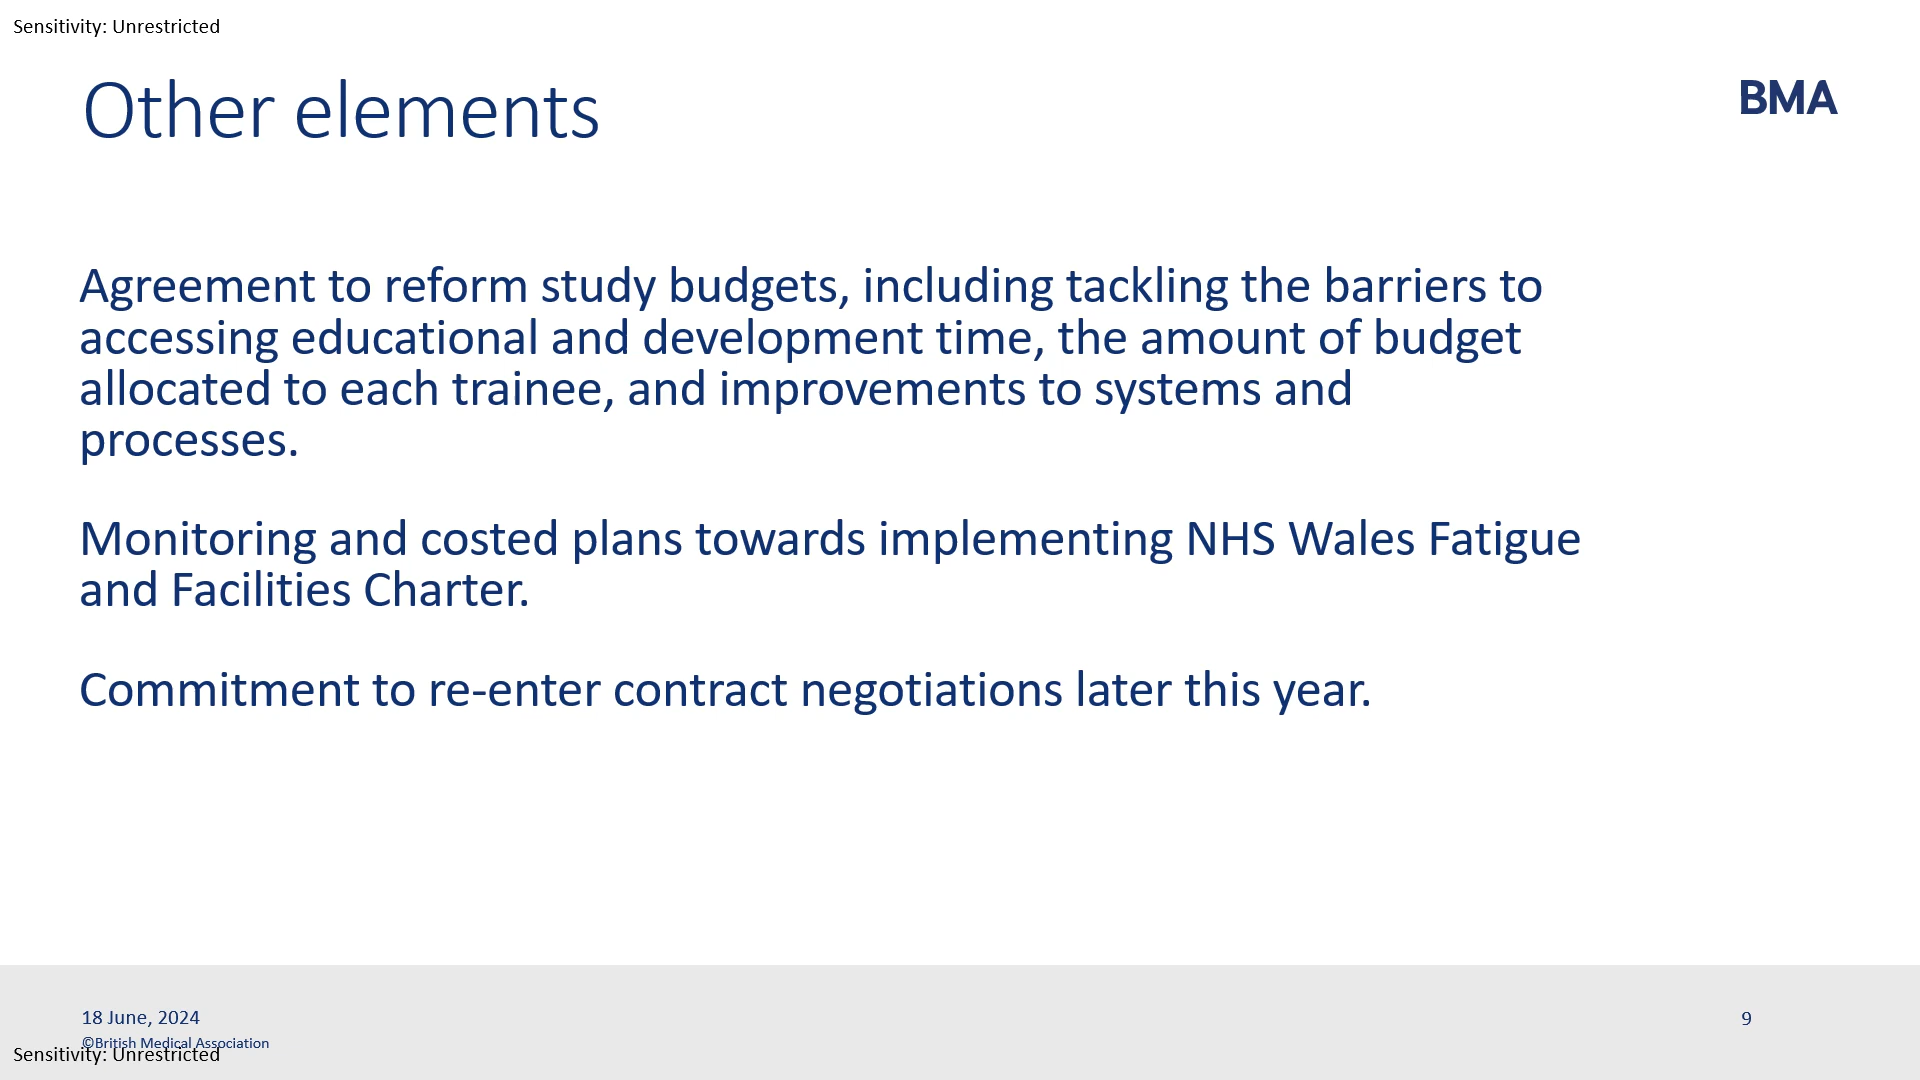 Sensitivity: Unrestricted
Other elements
BMA
Agreement to reform study budgets, including tackling the barriers to
accessing educational and development time, the amount of budget
allocated to each trainee, and improvements to systems and
processes.
Monitoring and costed plans towards implementing NHS Wales Fatigue
and Facilities Charter.
Commitment to re-enter contract negotiations later this year.
18 June, 2024
9
©British Medical Association
Sensitivity: Unrestricted